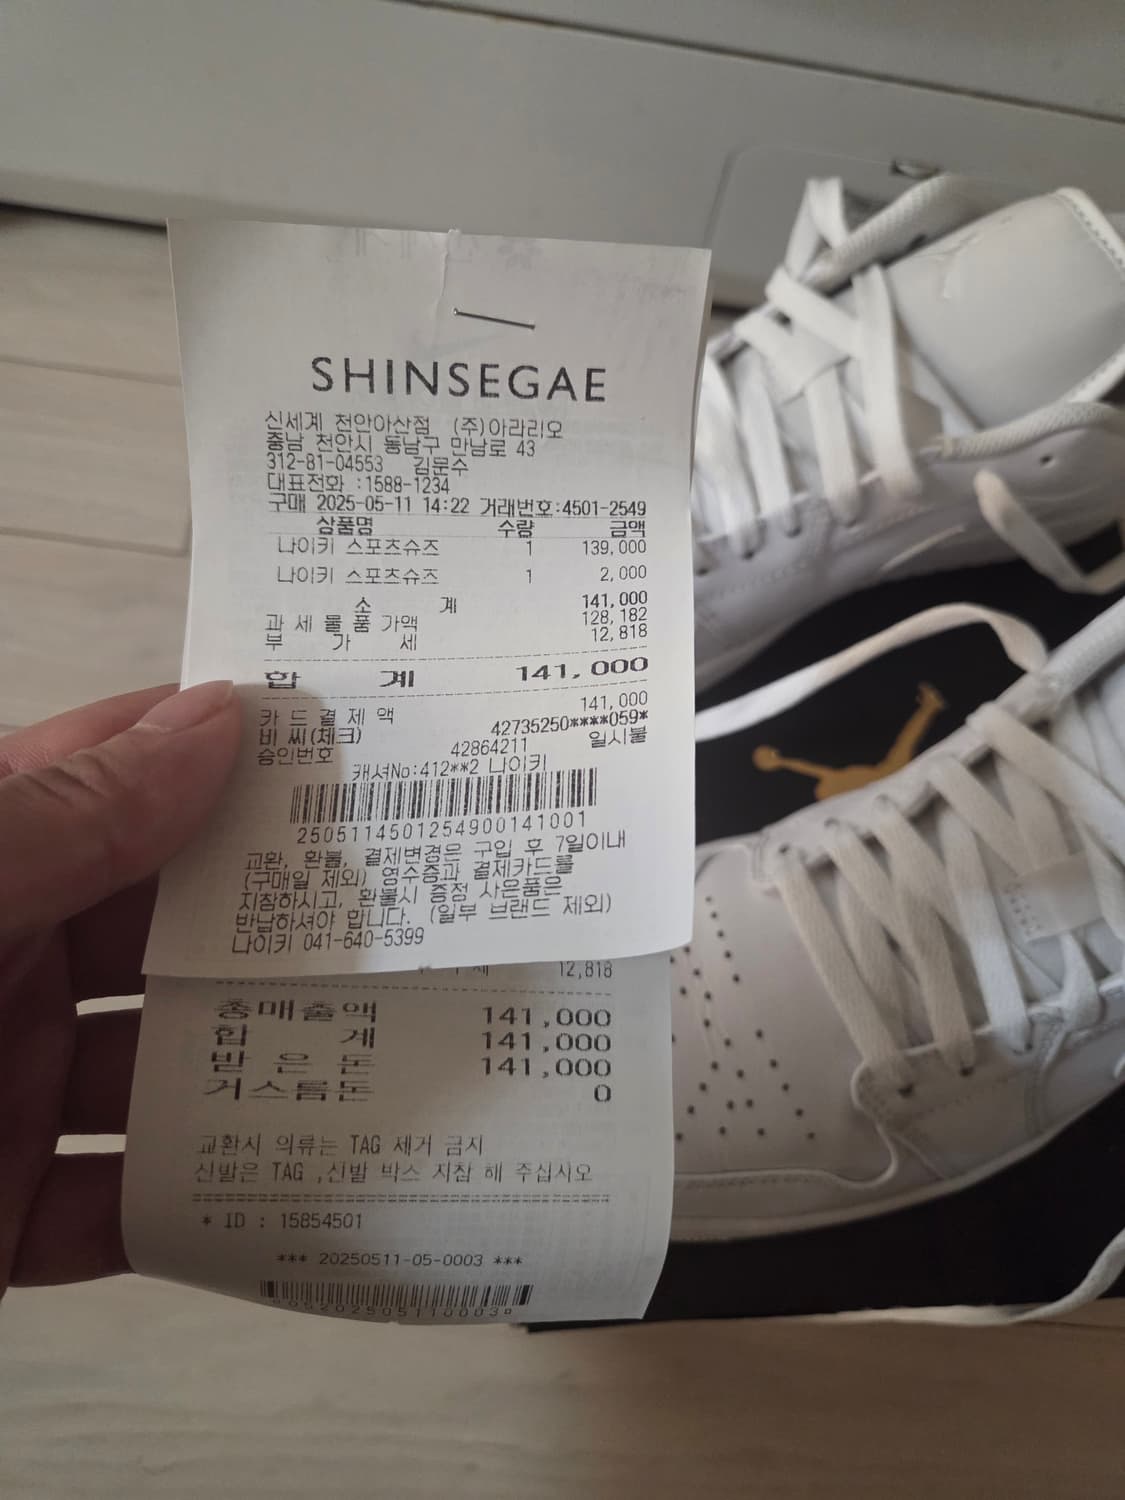 SHINSEGAE
신세계 천안아산점 (주)아라리오
충남 천안시 동남구 만남로 43
312-81-04553 김문수
대표전화 :1588-1234
구매 2025-05-11 14:22 거래번호:4501-2549
상품명 수량 금액
나이키 스포츠슈즈 1 139,000
나이키 스포츠슈즈 1 2,000
소 계 141,000
과 세 물 품 가액 128,182
부 가 세 12,818
합 계 141,000
카 드 결 제 액 141,000
비 씨(체크) 42735250****059*
승인번호 42864211 일시불
캐셔No:412**2 나이키
2505114501254900141001
교환, 환불, 결제변경은 구입 후 7일이내
(구매일 제외) 영수증과 결제카드를
지참하시고, 환불시 증정 사은품은
반납하셔야 합니다. (일부 브랜드 제외)
나이키 041-640-5399
12,818
총매출액 141,000
합 계 141,000
받 은 돈 141,000
거스름돈 0
교환시 의류는 TAG 제거 금지
신발은 TAG ,신발 박스 지참 해 주십시오
* ID : 15854501
*** 20250511-05-0003 ***